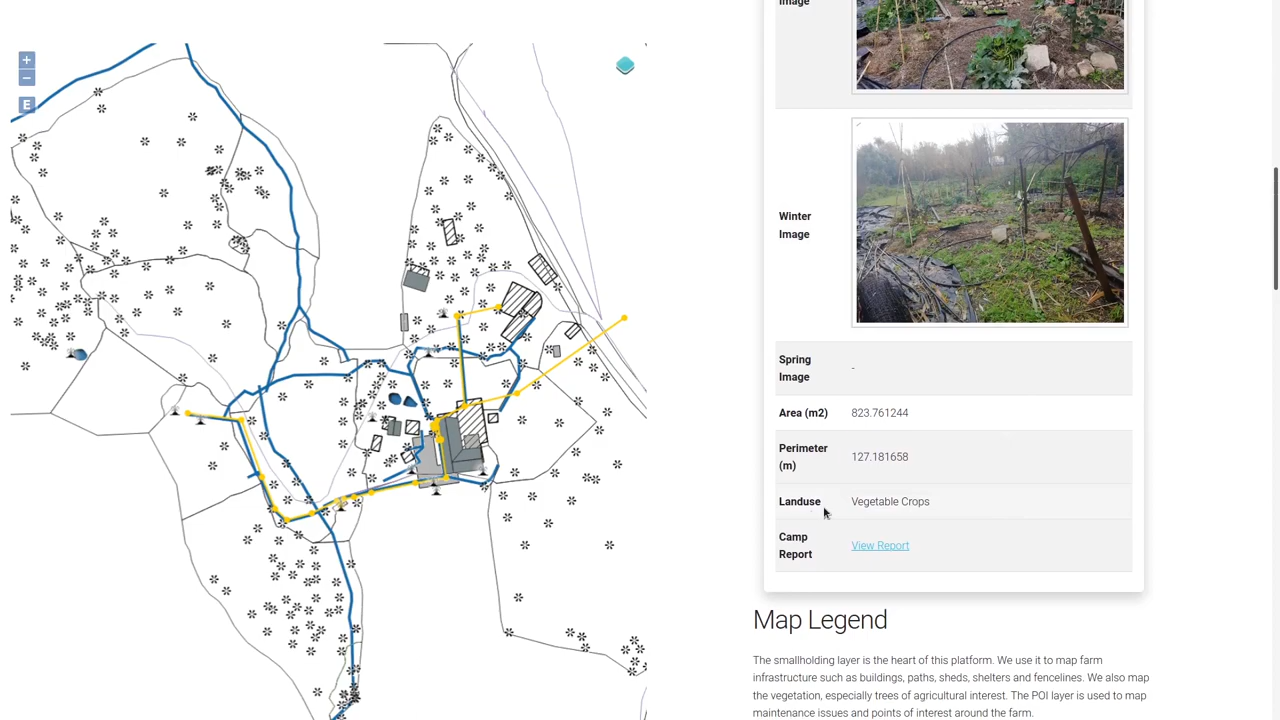 +
−
E
Image
Winter
Image
Spring
Image
-
Area (m2) 823.761244
Perimeter
(m)
127.181658
Landuse Vegetable Crops
Camp
Report
View Report
Map Legend
The smallholding layer is the heart of this platform. We use it to map farm
infrastructure such as buildings, paths, sheds, shelters and fencelines. We also map
the vegetation, especially trees of agricultural interest. The POI layer is used to map
maintenance issues and points of interest around the farm.